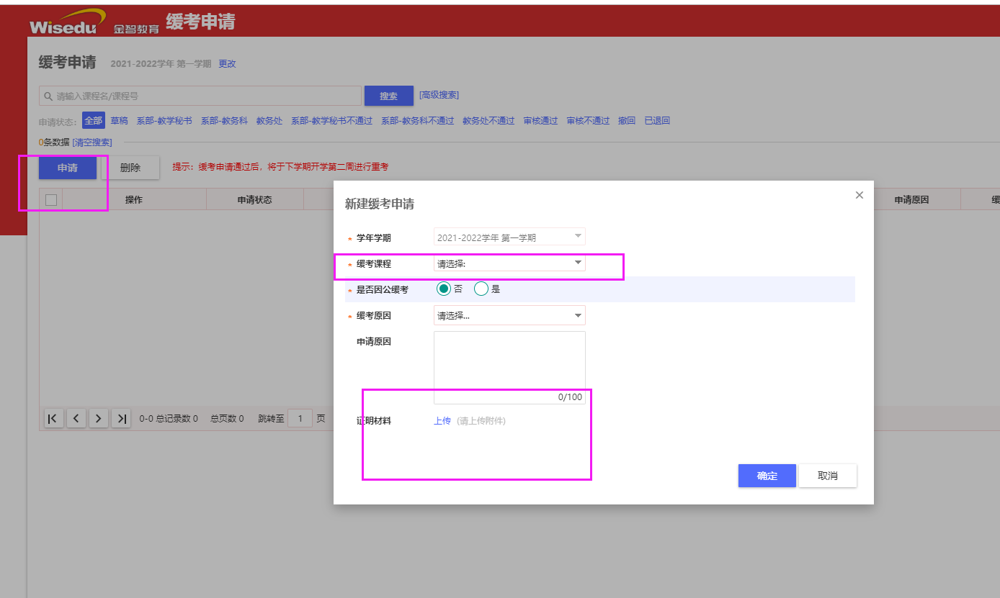 Wisedu 金智教育 缓考申请
缓考申请 2021-2022学年 第一学期 更改
请输入课程名/课程号 搜索 [高级搜索]
申请状态: 全部 草稿 系部-教学秘书 系部-教务科 教务处 系部-教学秘书不通过 系部-教务科不通过 教务处不通过 审核通过 审核不通过 撤回 已退回
0条数据 [清空搜索]
申请 删除 提示：缓考申请通过后，将于下学期开学第二周进行重考
操作 申请状态 申请原因 缓
新建缓考申请
* 学年学期 2021-2022学年 第一学期
* 缓考课程 请选择:
* 是否因公缓考 否 是
* 缓考原因 请选择...
申请原因
0/100
证明材料 上传 (请上传附件)
0-0 总记录数 0 总页数 0 跳转至 1 页
确定 取消